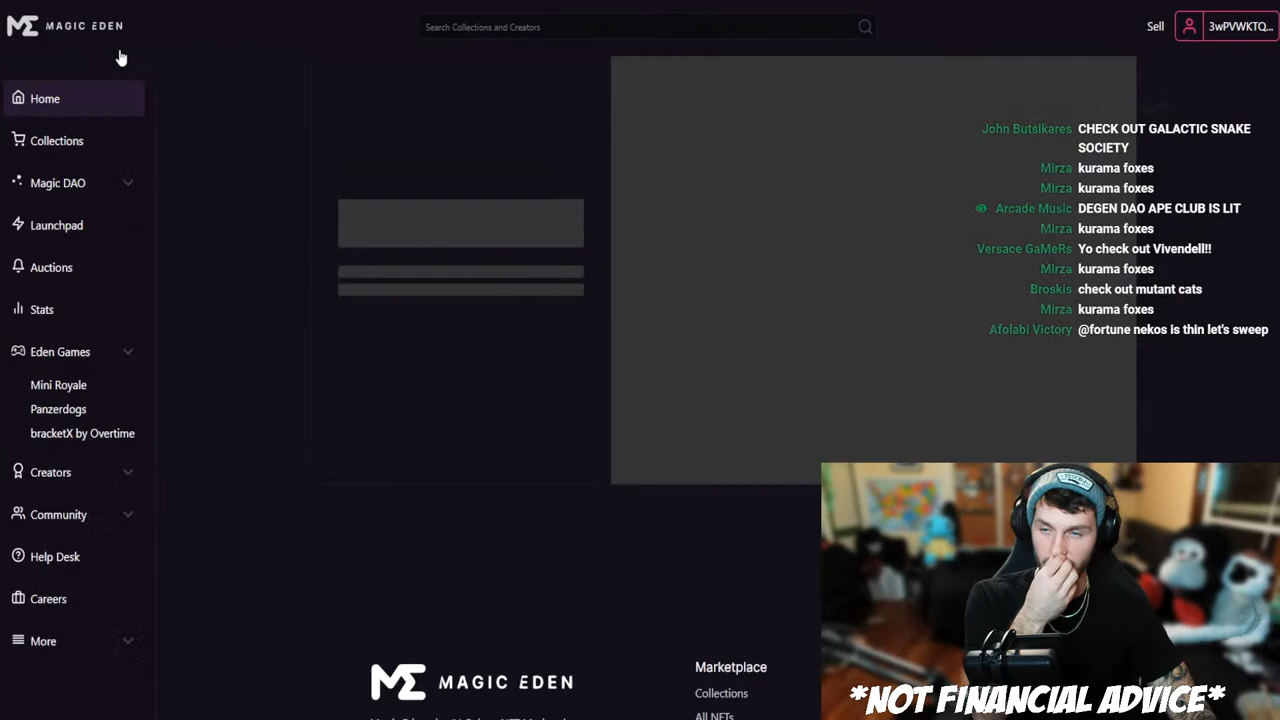 MAGIC EDEN
Search Collections and Creators
Sell
3wPVWKTQ...
Home
Collections
Magic DAO
Launchpad
Auctions
Stats
Eden Games
Mini Royale
Panzerdogs
bracketX by Overtime
Creators
Community
Help Desk
Careers
More
John Butsikares CHECK OUT GALACTIC SNAKE
SOCIETY
Mirza kurama foxes
Mirza kurama foxes
Arcade Music DEGEN DAO APE CLUB IS LIT
Mirza kurama foxes
Versace GaMeRs Yo check out Vivendell!!
Mirza kurama foxes
Broskis check out mutant cats
Mirza kurama foxes
Afolabi Victory @fortune nekos is thin let's sweep
MAGIC EDEN
Marketplace
Collections
All NFTs
*NOT FINANCIAL ADVICE*